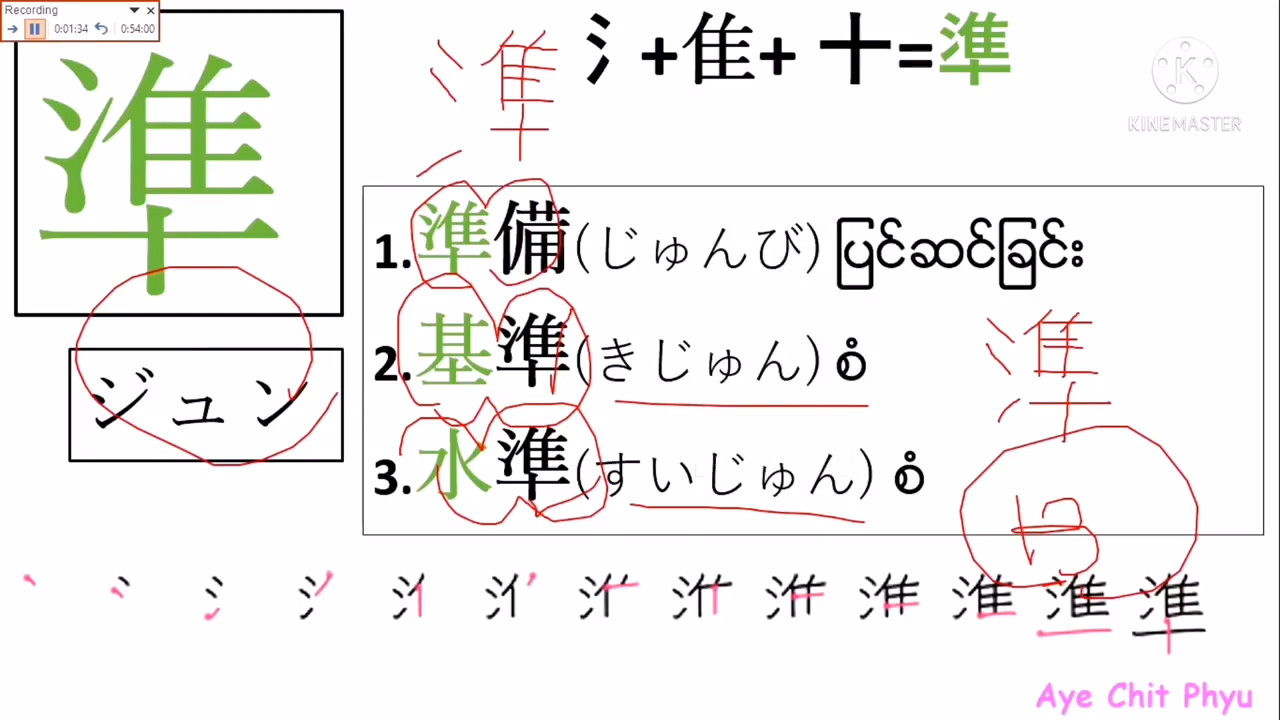 Recording
0:01:34 0:54:00
準
氵+隹+ 十=準
準
K
KINEMASTER
1.準備(じゅんび) ပြင်ဆင်ခြင်း
2.基準(きじゅん) စံ
3.水準(すいじゅん) စံ
ジュン
準
13
Aye Chit Phyu